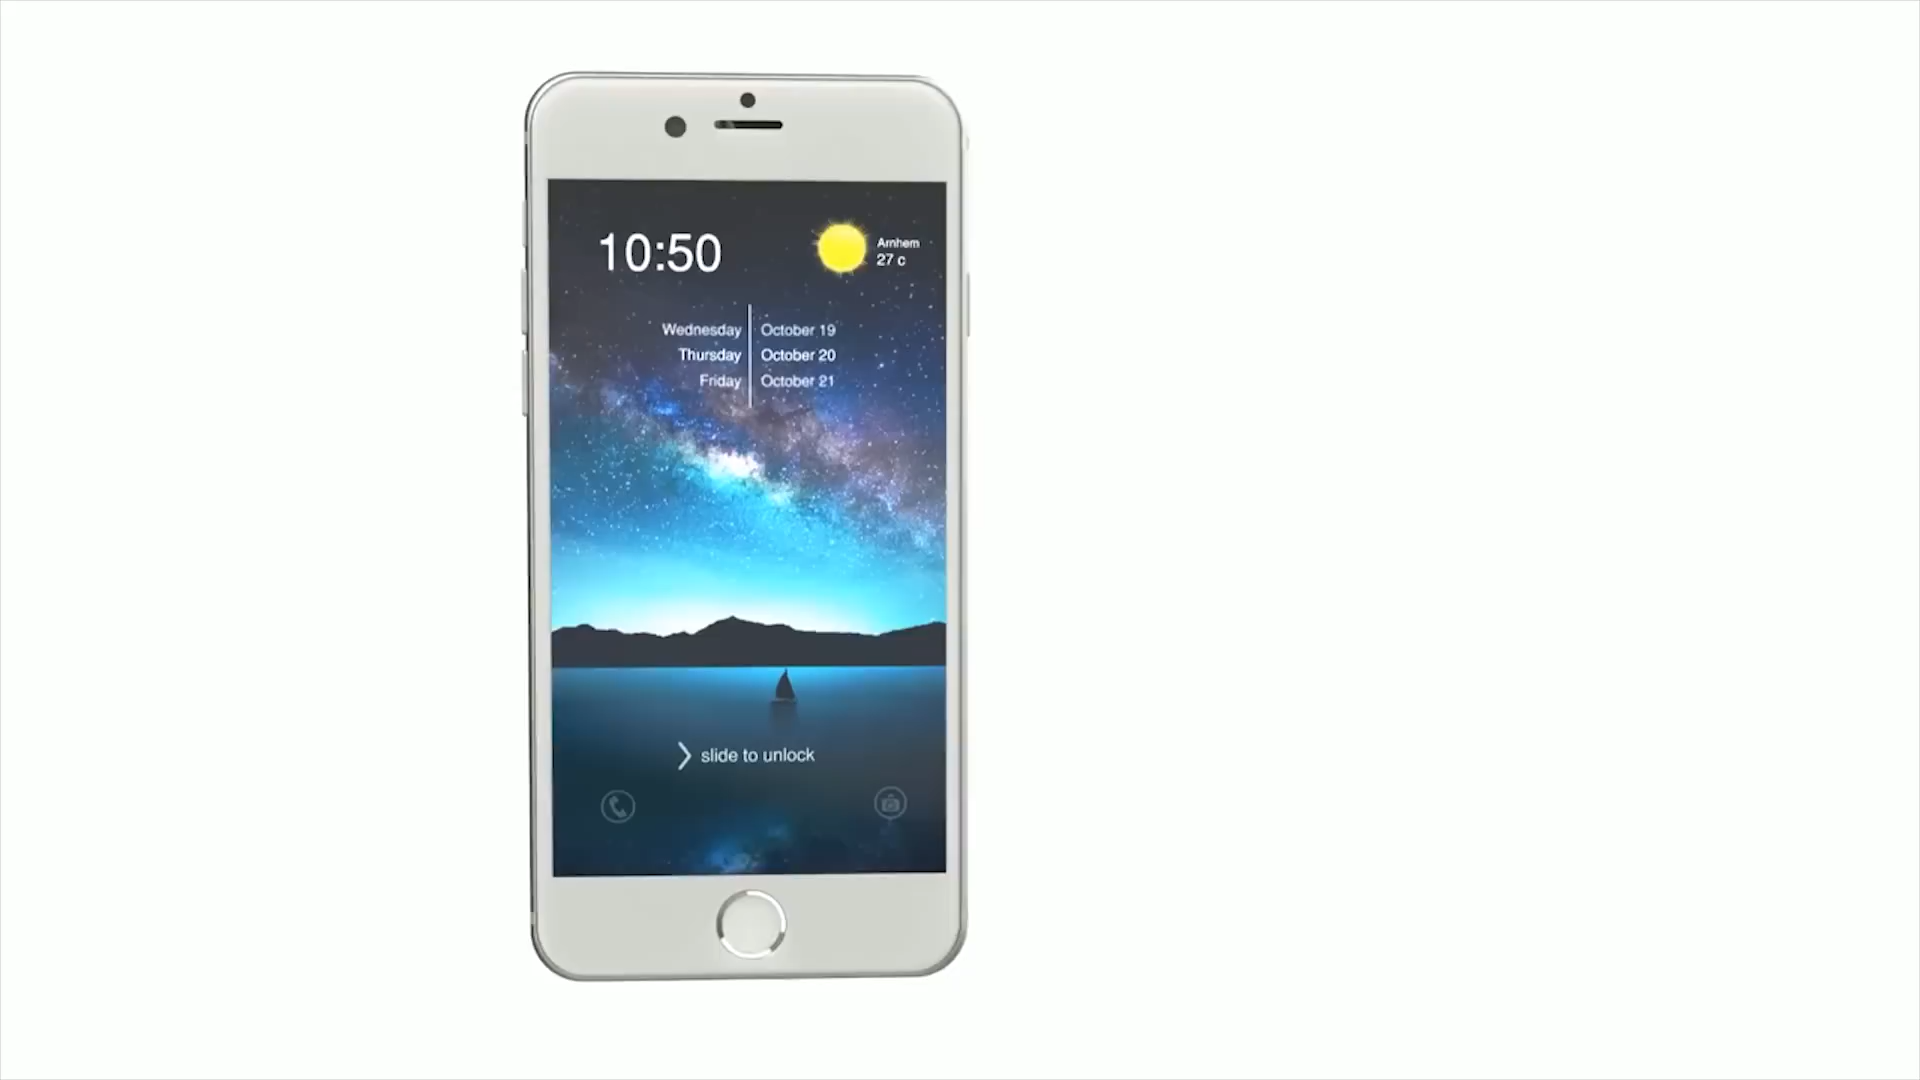 10:50
Arnhem
27 c
Wednesday October 19
Thursday October 20
Friday October 21
slide to unlock